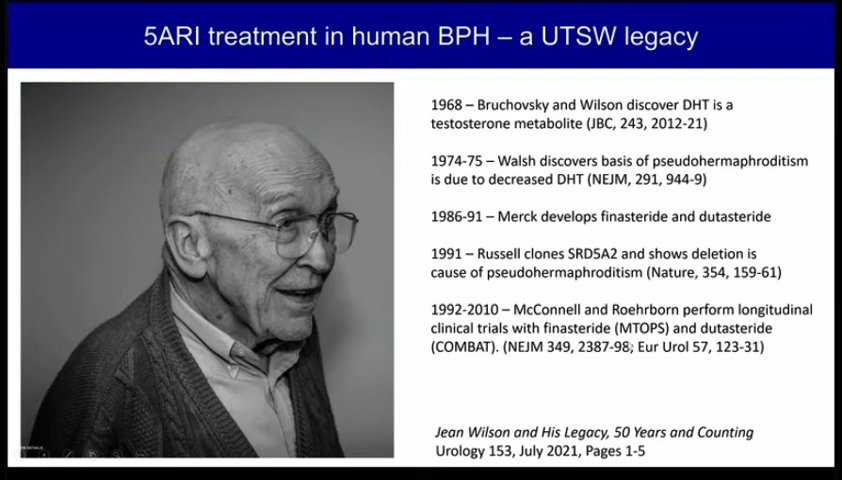 5ARI treatment in human BPH – a UTSW legacy
1968 – Bruchovsky and Wilson discover DHT is a
testosterone metabolite (JBC, 243, 2012-21)
1974-75 – Walsh discovers basis of pseudohermaphroditism
is due to decreased DHT (NEJM, 291, 944-9)
1986-91 – Merck develops finasteride and dutasteride
1991 – Russell clones SRD5A2 and shows deletion is
cause of pseudohermaphroditism (Nature, 354, 159-61)
1992-2010 – McConnell and Roehrborn perform longitudinal
clinical trials with finasteride (MTOPS) and dutasteride
(COMBAT). (NEJM 349, 2387-98; Eur Urol 57, 123-31)
Jean Wilson and His Legacy, 50 Years and Counting
Urology 153, July 2021, Pages 1-5